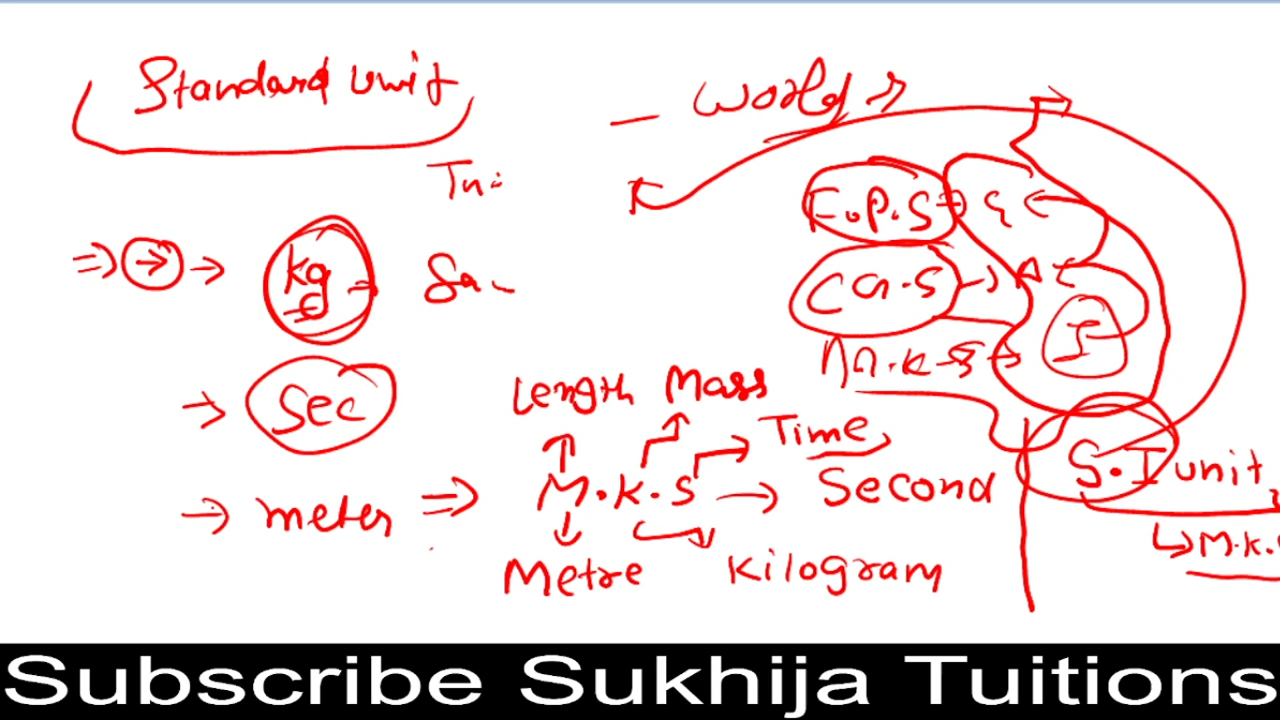 Standard unit
World
F.P.S
C.G.S
M.K.S
I
kg
Sec
meter
Length Mass
Time
M.K.S → Second
Metre Kilogram
S.I unit
M.K.
Subscribe Sukhija Tuitions